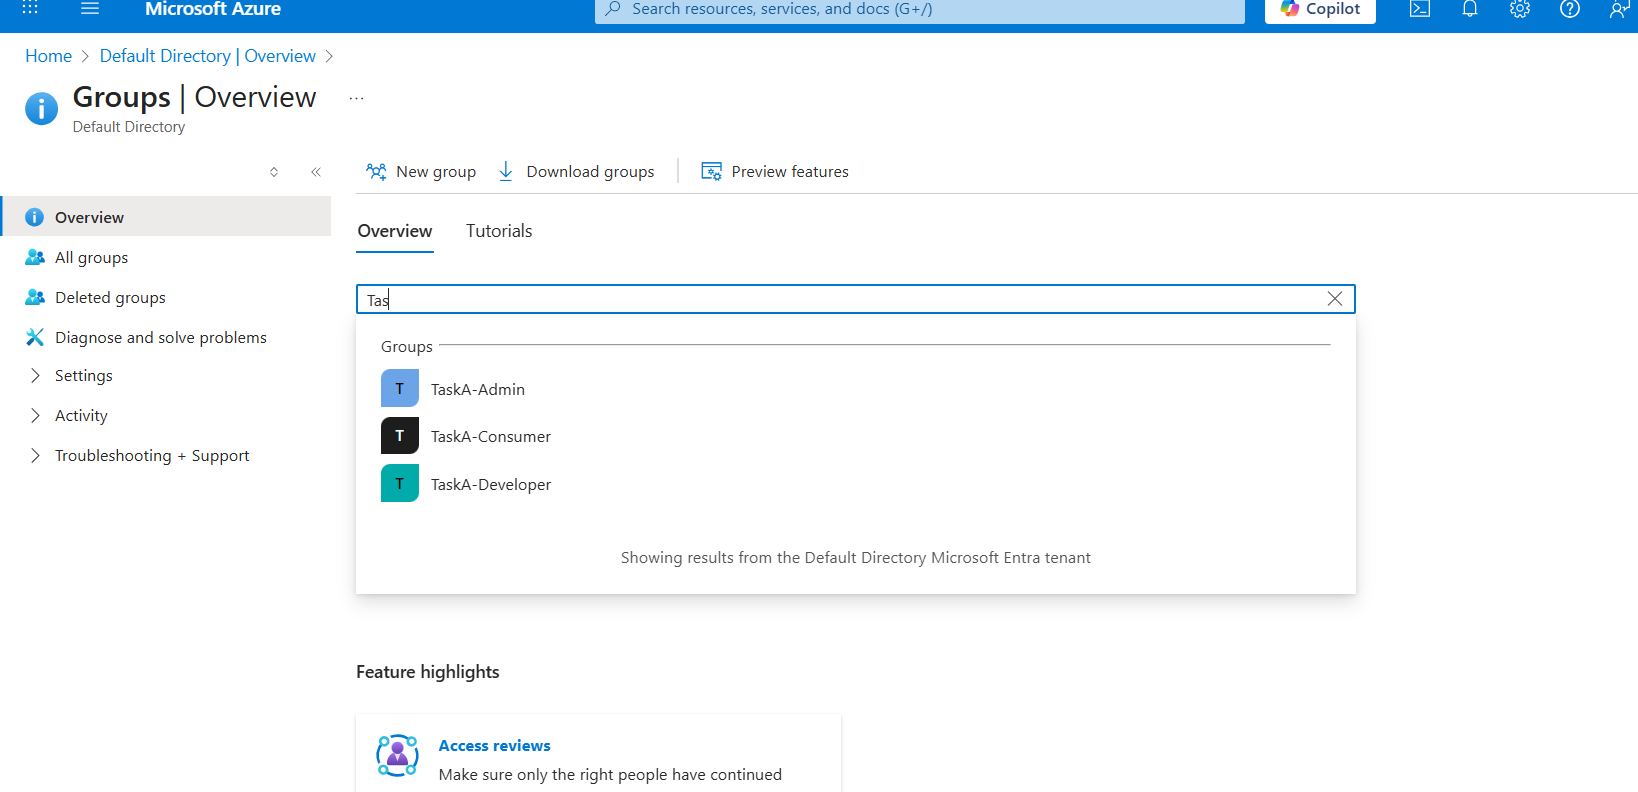 Microsoft Azure
Search resources, services, and docs (G+/)
Copilot
Home > Default Directory | Overview >
Groups | Overview ...
Default Directory
New group
Download groups
Preview features
Overview
All groups
Deleted groups
Diagnose and solve problems
Settings
Activity
Troubleshooting + Support
Overview
Tutorials
Tas
Groups
T TaskA-Admin
T TaskA-Consumer
T TaskA-Developer
Showing results from the Default Directory Microsoft Entra tenant
Feature highlights
Access reviews
Make sure only the right people have continued